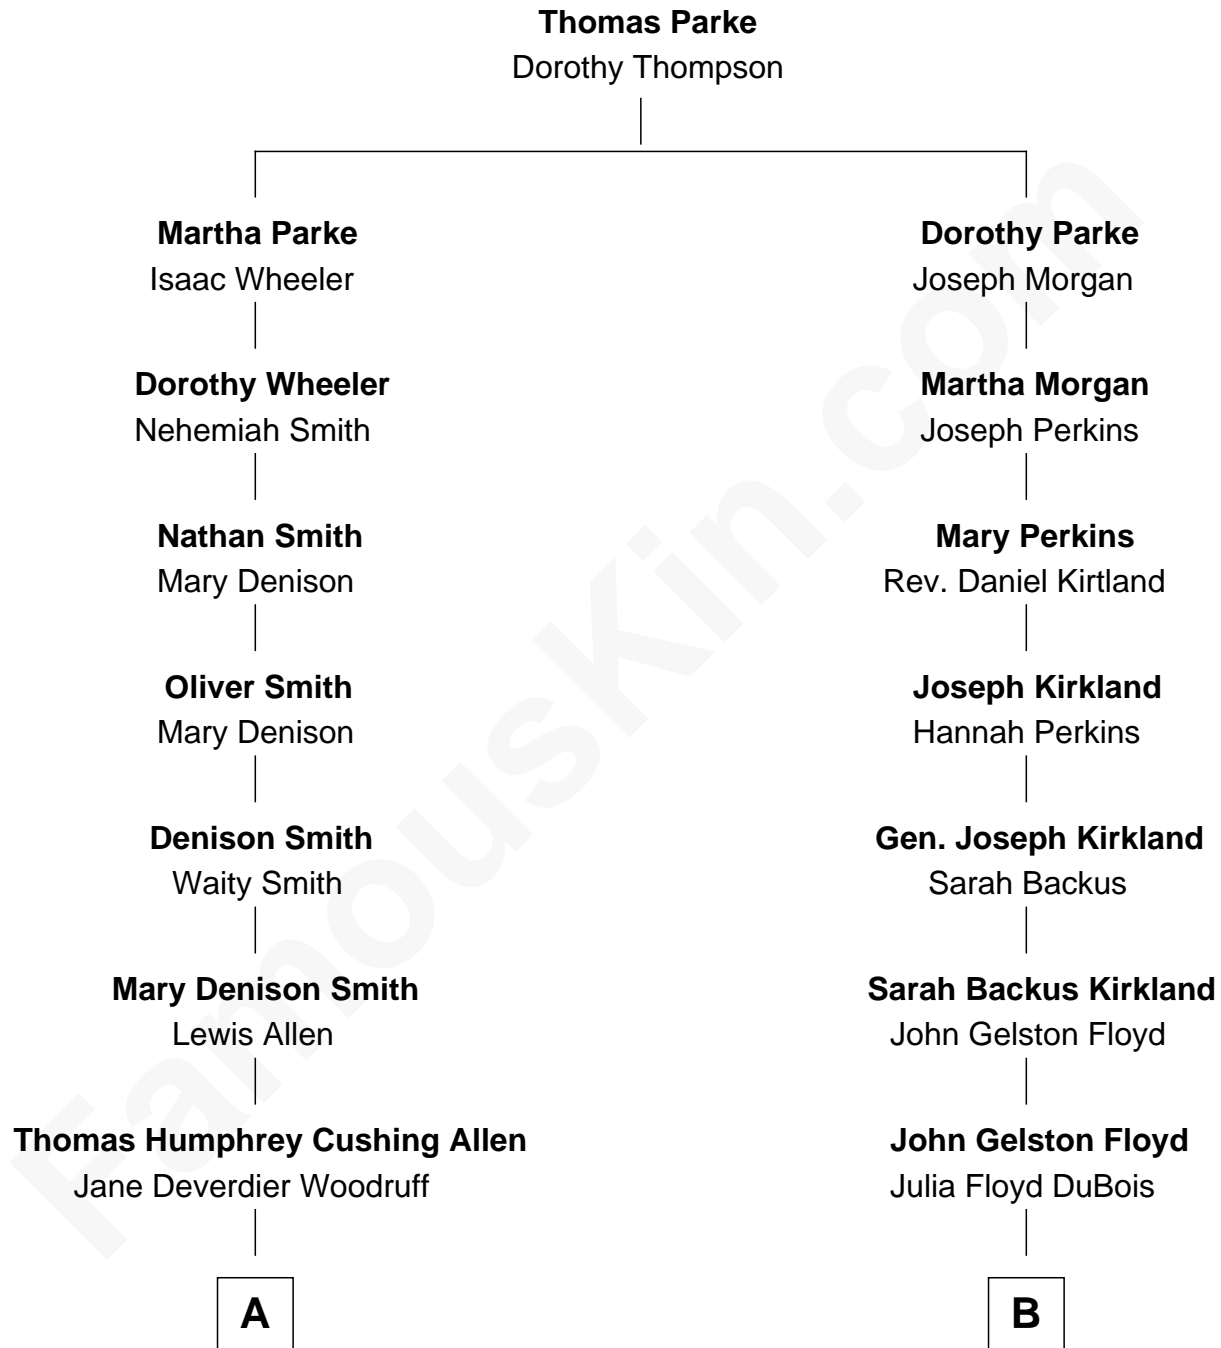 Thomas Parke
Dorothy Thompson
Martha Parke
Isaac Wheeler
Dorothy Wheeler
Nehemiah Smith
Nathan Smith
Mary Denison
Oliver Smith
Mary Denison
Denison Smith
Waity Smith
Mary Denison Smith
Lewis Allen
Thomas Humphrey Cushing Allen
Jane Deverdier Woodruff
A
Dorothy Parke
Joseph Morgan
Martha Morgan
Joseph Perkins
Mary Perkins
Rev. Daniel Kirtland
Joseph Kirkland
Hannah Perkins
Gen. Joseph Kirkland
Sarah Backus
Sarah Backus Kirkland
John Gelston Floyd
John Gelston Floyd
Julia Floyd DuBois
B
FamousKin.com